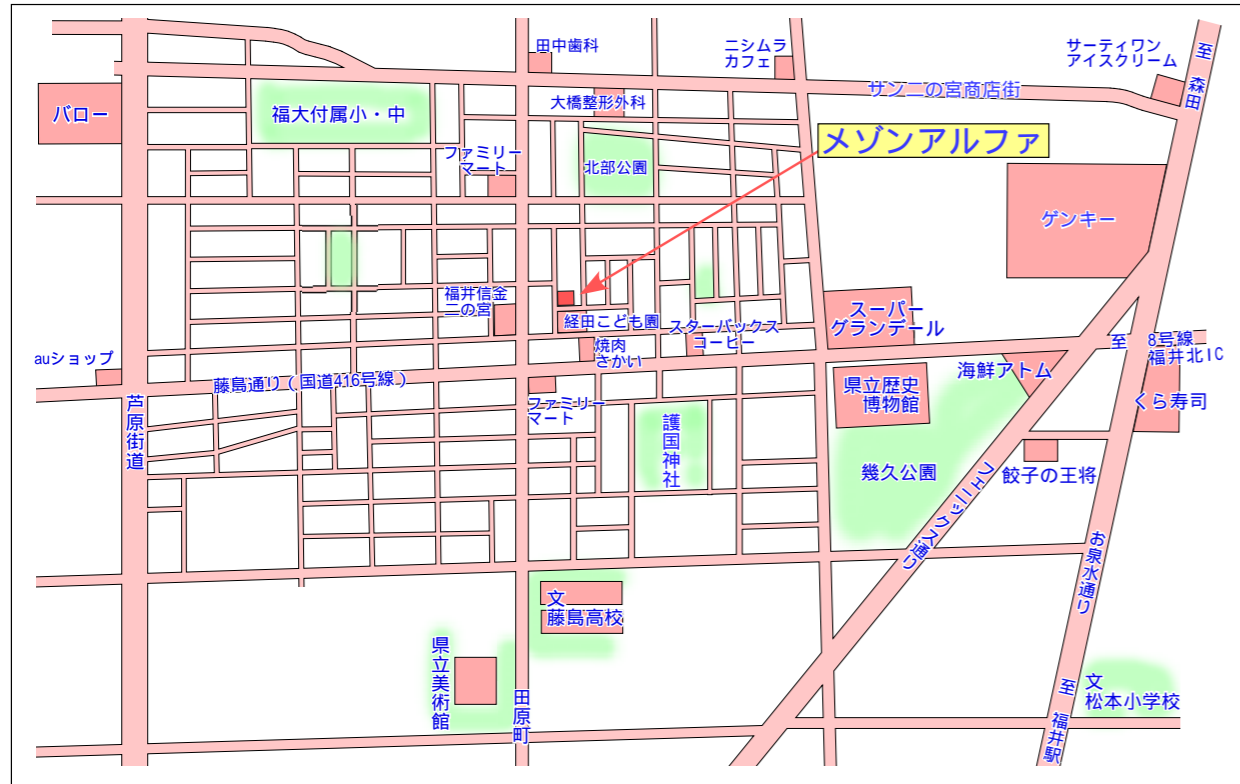 田中歯科
ニシムラ
カフェ
サーティワン
アイスクリーム
至 森田
サン二の宮商店街
バロー
福大付属小・中
大橋整形外科
メゾンアルファ
ファミリー
マート
北部公園
ゲンキー
福井信金
二の宮
経田こども園
スターバックス
コーヒー
スーパー
グランデール
焼肉
さかい
至 8号線
福井北IC
auショップ
藤島通り(国道416号線)
海鮮アトム
県立歴史
博物館
くら寿司
芦原街道
ファミリー
マート
護国神社
幾久公園
餃子の王将
フェニックス通り
お泉水通り
文
藤島高校
県立美術館
田原町
至 福井駅
文
松本小学校